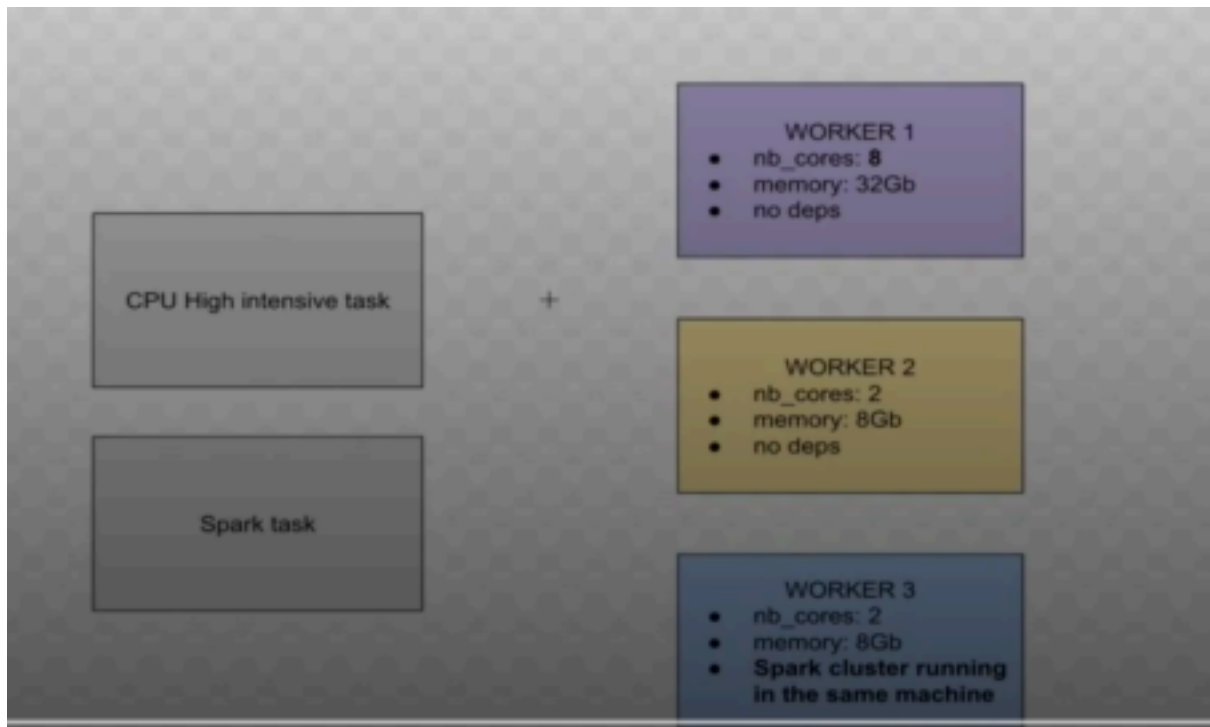 CPU High intensive task
Spark task
WORKER 1
● nb_cores: 8
● memory: 32Gb
● no deps
WORKER 2
● nb_cores: 2
● memory: 8Gb
● no deps
WORKER 3
● nb_cores: 2
● memory: 8Gb
● Spark cluster running
in the same machine